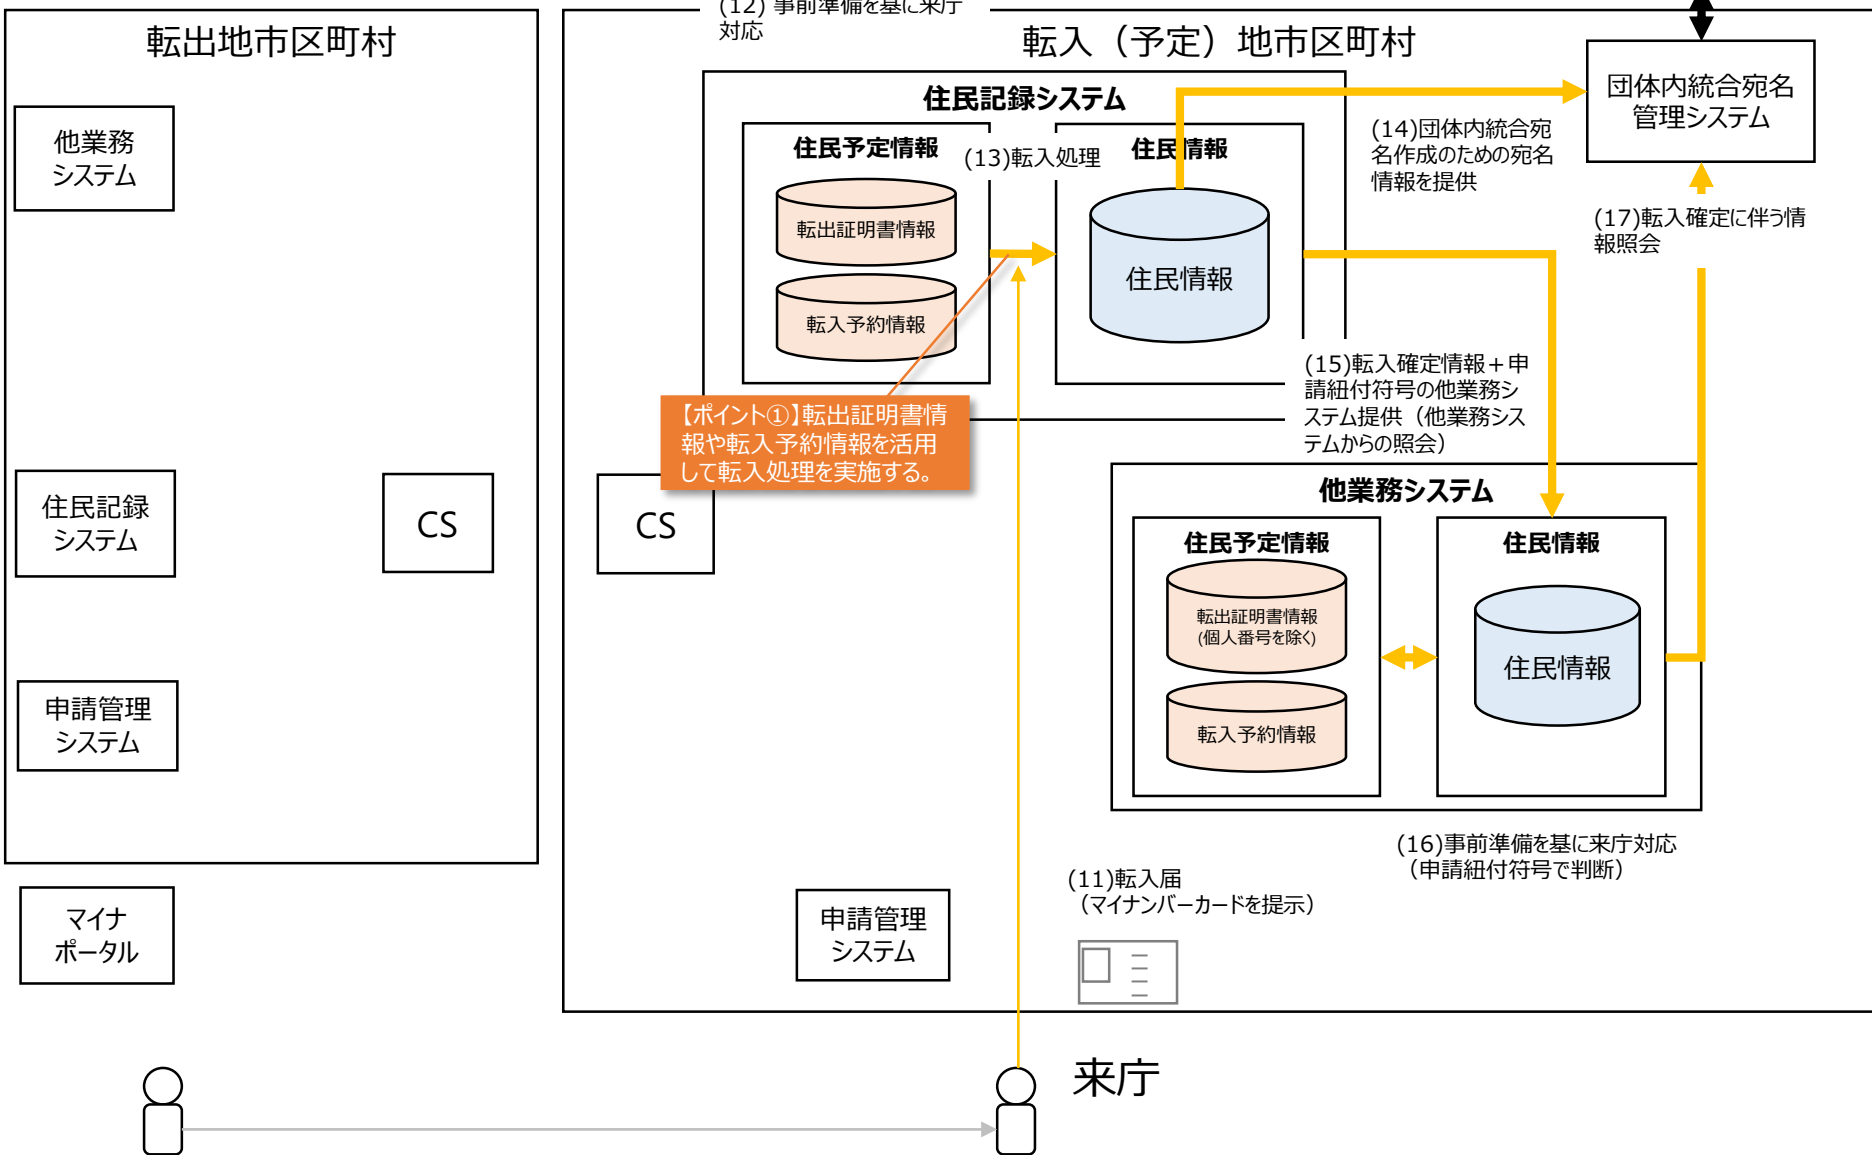 (12) 事前準備を基に来庁
対応
転出地市区町村
転入（予定）地市区町村
他業務
システム
住民記録
システム
CS
申請管理
システム
マイナ
ポータル
住民記録システム
住民予定情報
転出証明書情報
転入予約情報
(13)転入処理
住民情報
住民情報
(14)団体内統合宛
名作成のための宛名
情報を提供
団体内統合宛名
管理システム
(17)転入確定に伴う情
報照会
(15)転入確定情報＋申
請紐付符号の他業務シ
ステム提供（他業務シス
テムからの照会）
【ポイント①】転出証明書情
報や転入予約情報を活用
して転入処理を実施する。
CS
他業務システム
住民予定情報
転出証明書情報
(個人番号を除く)
転入予約情報
住民情報
住民情報
(16)事前準備を基に来庁対応
（申請紐付符号で判断）
(11)転入届
（マイナンバーカードを提示）
申請管理
システム
来庁